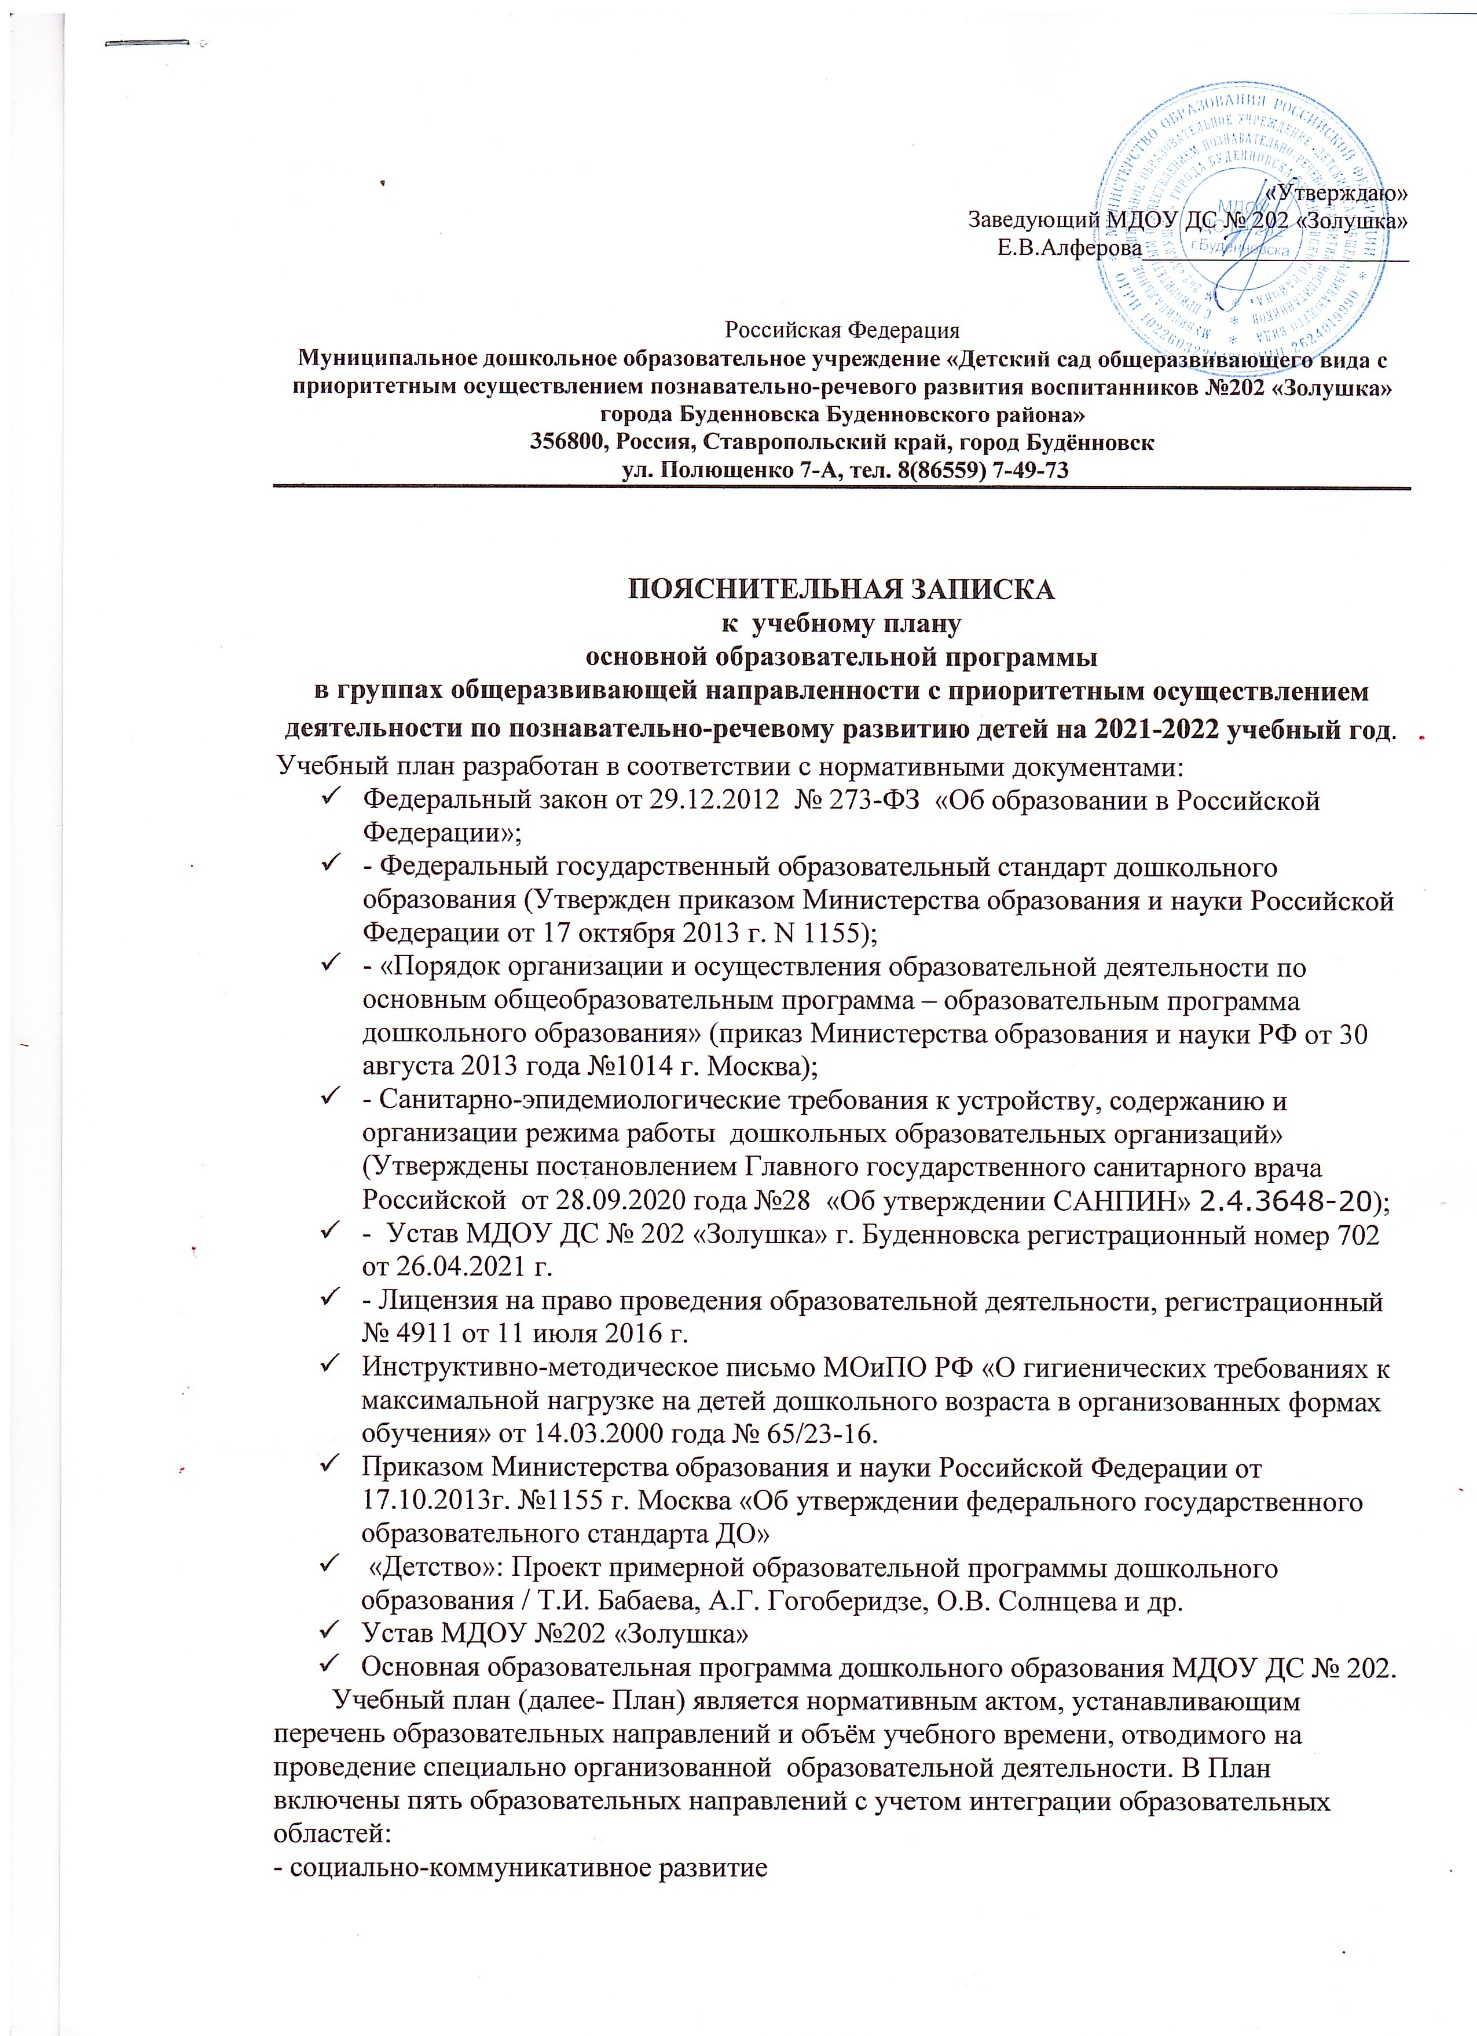 «Утверждаю»
Заведующий МДОУ ДС № 202 «Золушка»
Е.В.Алферова
МИНИСТЕРСТВО ОБРАЗОВАНИЯ РОССИЙСКОЙ ФЕДЕРАЦИИ
МДОУ
г.Буденновска
Российская Федерация
Муниципальное дошкольное образовательное учреждение «Детский сад общеразвивающего вида с
приоритетным осуществлением познавательно-речевого развития воспитанников №202 «Золушка»
города Буденновска Буденновского района»
356800, Россия, Ставропольский край, город Будённовск
ул. Полющенко 7-А, тел. 8(86559) 7-49-73
ПОЯСНИТЕЛЬНАЯ ЗАПИСКА
к учебному плану
основной образовательной программы
в группах общеразвивающей направленности с приоритетным осуществлением
деятельности по познавательно-речевому развитию детей на 2021-2022 учебный год.
Учебный план разработан в соответствии с нормативными документами:
✓ Федеральный закон от 29.12.2012 № 273-ФЗ «Об образовании в Российской
Федерации»;
✓ - Федеральный государственный образовательный стандарт дошкольного
образования (Утвержден приказом Министерства образования и науки Российской
Федерации от 17 октября 2013 г. N 1155);
✓ - «Порядок организации и осуществления образовательной деятельности по
основным общеобразовательным программа – образовательным программа
дошкольного образования» (приказ Министерства образования и науки РФ от 30
августа 2013 года №1014 г. Москва);
✓ - Санитарно-эпидемиологические требования к устройству, содержанию и
организации режима работы дошкольных образовательных организаций»
(Утверждены постановлением Главного государственного санитарного врача
Российской от 28.09.2020 года №28 «Об утверждении САНПИН» 2.4.3648-20);
✓ - Устав МДОУ ДС № 202 «Золушка» г. Буденновска регистрационный номер 702
от 26.04.2021 г.
✓ - Лицензия на право проведения образовательной деятельности, регистрационный
№ 4911 от 11 июля 2016 г.
✓ Инструктивно-методическое письмо МОиПО РФ «О гигиенических требованиях к
максимальной нагрузке на детей дошкольного возраста в организованных формах
обучения» от 14.03.2000 года № 65/23-16.
✓ Приказом Министерства образования и науки Российской Федерации от
17.10.2013г. №1155 г. Москва «Об утверждении федерального государственного
образовательного стандарта ДО»
✓ «Детство»: Проект примерной образовательной программы дошкольного
образования / Т.И. Бабаева, А.Г. Гогоберидзе, О.В. Солнцева и др.
✓ Устав МДОУ №202 «Золушка»
✓ Основная образовательная программа дошкольного образования МДОУ ДС № 202.
Учебный план (далее- План) является нормативным актом, устанавливающим
перечень образовательных направлений и объём учебного времени, отводимого на
проведение специально организованной образовательной деятельности. В План
включены пять образовательных направлений с учетом интеграции образовательных
областей:
- социально-коммуникативное развитие